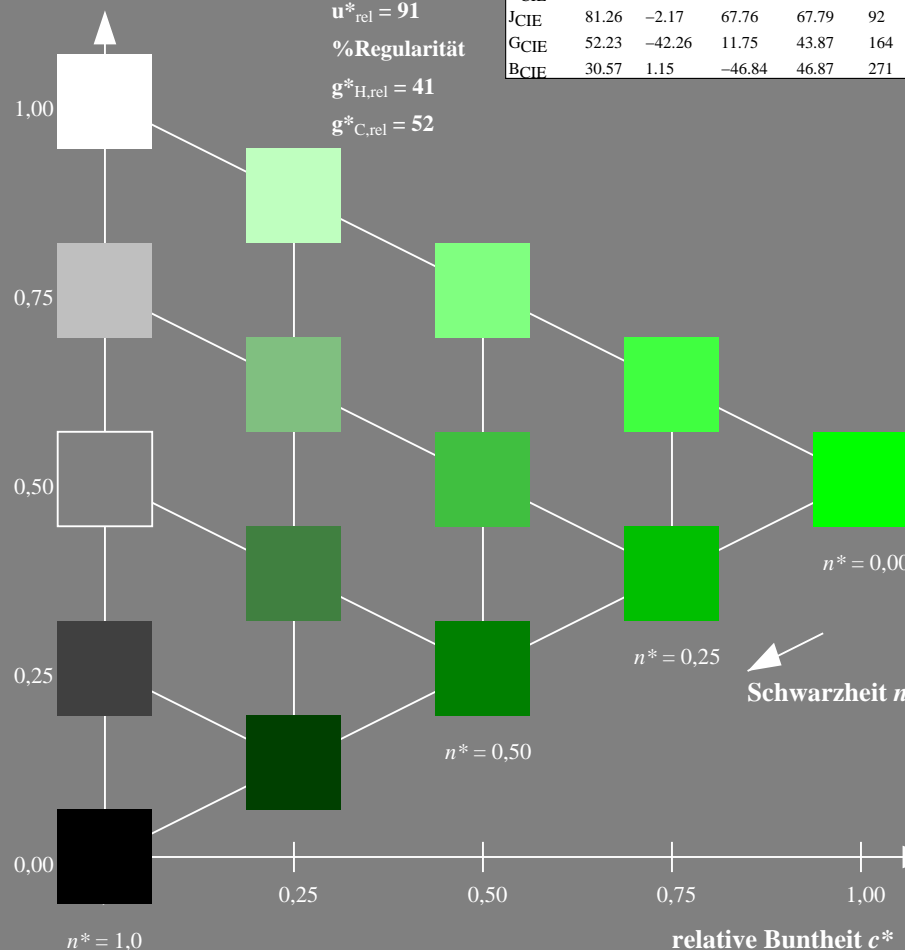 u*rel = 91
%Regularität
g*H,rel = 41
g*C,rel = 52
JCIE 81.26 −2.17 67.76 67.79 92
GCIE 52.23 −42.26 11.75 43.87 164
BCIE 30.57 1.15 −46.84 46.87 271
1,00
0,75
0,50
n* = 0,00
n* = 0,25
0,25
Schwarzheit n
n* = 0,50
0,00
0,25 0,50 0,75 1,00
n* = 1,0
relative Buntheit c*